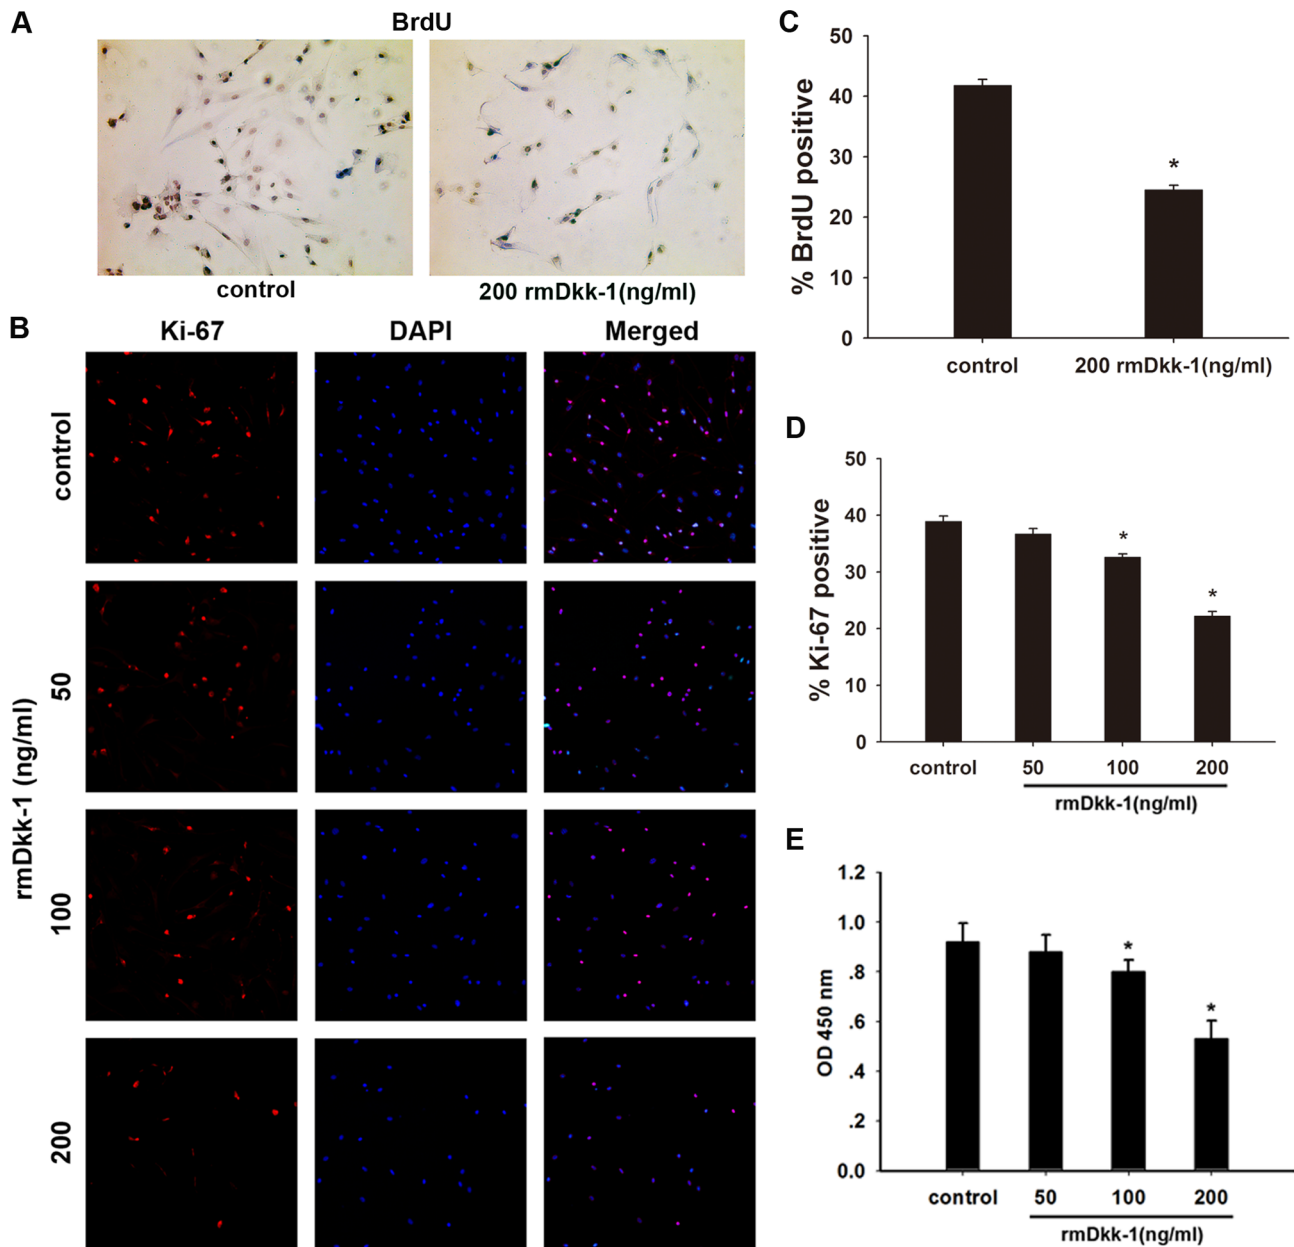 A
BrdU
control
200 rmDkk-1(ng/ml)
B
Ki-67 DAPI Merged
control
50
100
200
rmDkk-1 (ng/ml)
C
% BrdU positive
50
40
30
20
10
0
*
control 200 rmDkk-1(ng/ml)
D
% Ki-67 positive
50
40
30
20
10
0
* *
control 50 100 200
rmDkk-1(ng/ml)
E
OD 450 nm
1.2
1.0
.8
.6
.4
.2
0.0
* *
control 50 100 200
rmDkk-1(ng/ml)